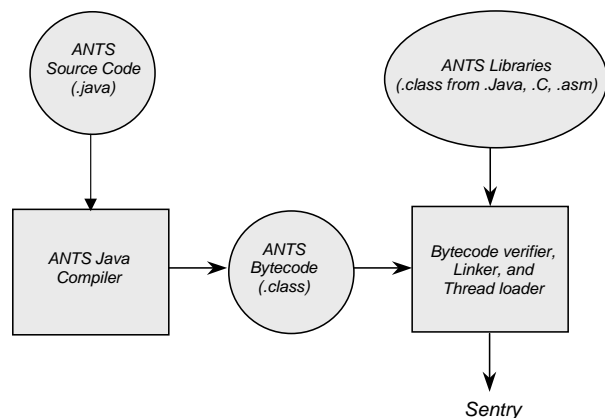 ANTS
Source Code
(.java)
ANTS Libraries
(.class from .Java, .C, .asm)
ANTS Java
Compiler
ANTS
Bytecode
(.class)
Bytecode verifier,
Linker, and
Thread loader
Sentry